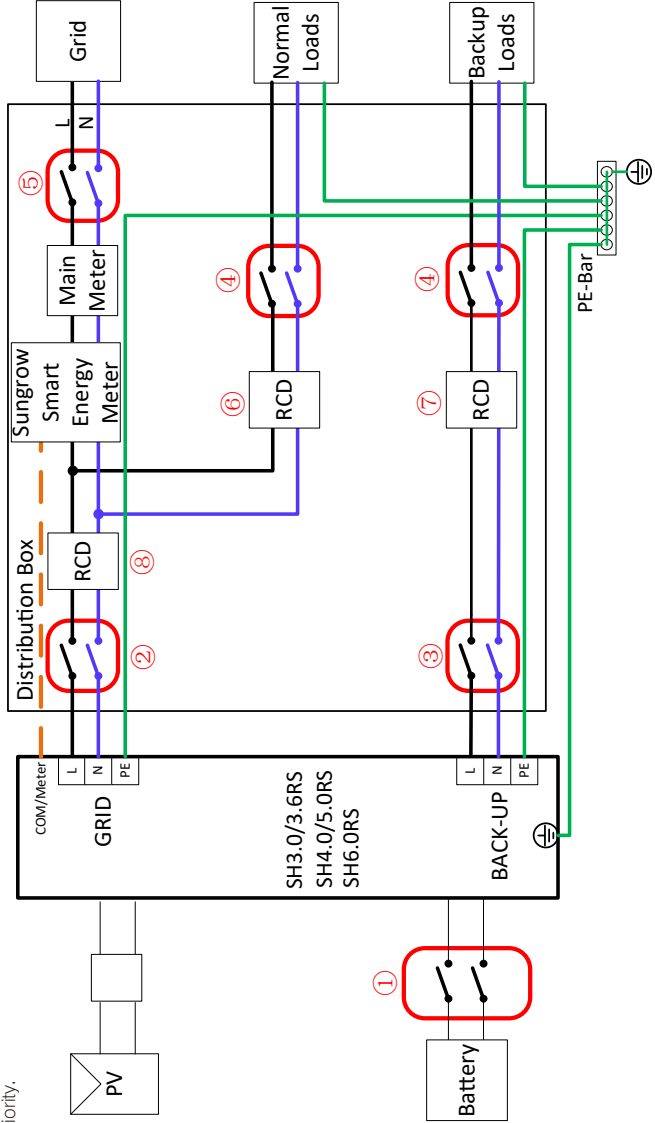 iority.
PV
Battery
①
COM/Meter
L
N
PE
GRID
SH3.0/3.6RS
SH4.0/5.0RS
SH6.0RS
BACK-UP
L
N
PE
Distribution Box
②
RCD
⑧
Sungrow
Smart
Energy
Meter
Main
Meter
⑤
L
N
Grid
⑥
RCD
④
Normal
Loads
③
⑦
RCD
④
Backup
Loads
PE-Bar